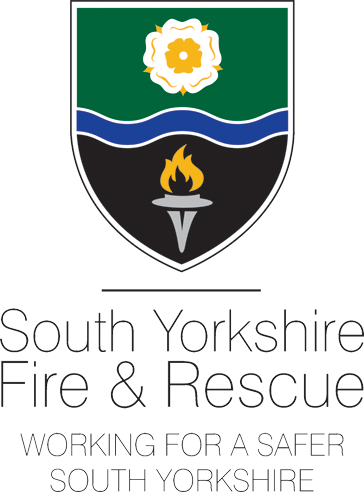 South Yorkshire
Fire & Rescue
WORKING FOR A SAFER
SOUTH YORKSHIRE